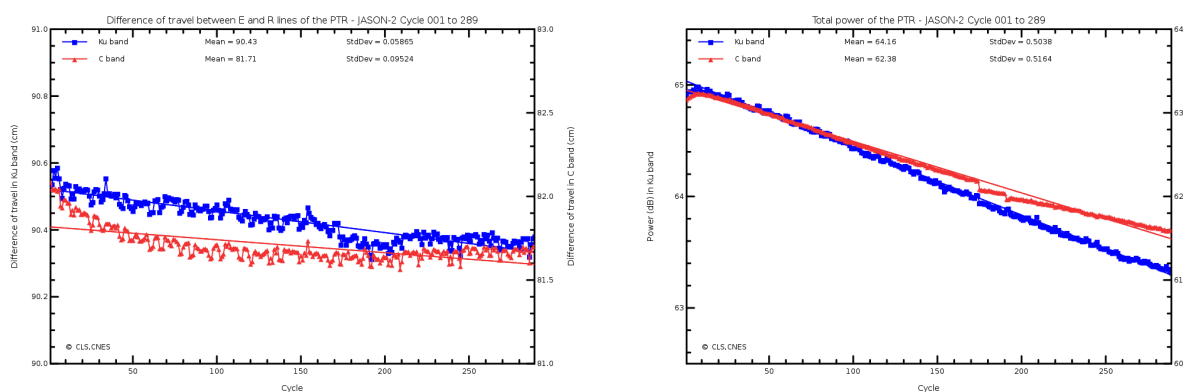 Difference of travel between E and R lines of the PTR - JASON-2 Cycle 001 to 289
Ku band Mean = 90.43 StdDev = 0.05865
C band Mean = 81.71 StdDev = 0.09524
91.0
90.8
90.6
90.4
90.2
90.0
Difference of travel in Ku band (cm)
83.0
82.5
82.0
81.5
81.0
Difference of travel in C band (cm)
© CLS,CNES
50 100 150 200 250
Cycle
Total power of the PTR - JASON-2 Cycle 001 to 289
Ku band Mean = 64.16 StdDev = 0.5038
C band Mean = 62.38 StdDev = 0.5164
65
64
63
Power (dB) in Ku band
64
63
62
61
60
© CLS,CNES
50 100 150 200 250
Cycle